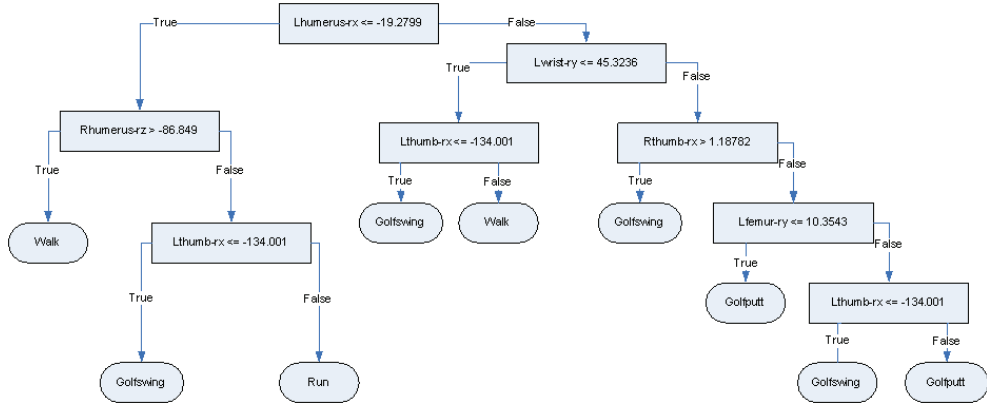 Lhumerus-rx <= -19.2799
True
False
Lwrist-ry <= 45.3236
True
False
Rhumerus-rz > -86.849
Lthumb-rx<= -134.001
Rthumb-rx > 1.18782
True
False
True
False
True
False
Walk
Golfswing
Walk
Golfswing
Lthumb-rx <= -134.001
Lfemur-ry <= 10.3543
True
False
True
False
Golfputt
Lthumb-rx <= -134.001
True
False
Golfswing
Run
Golfswing
Golfputt